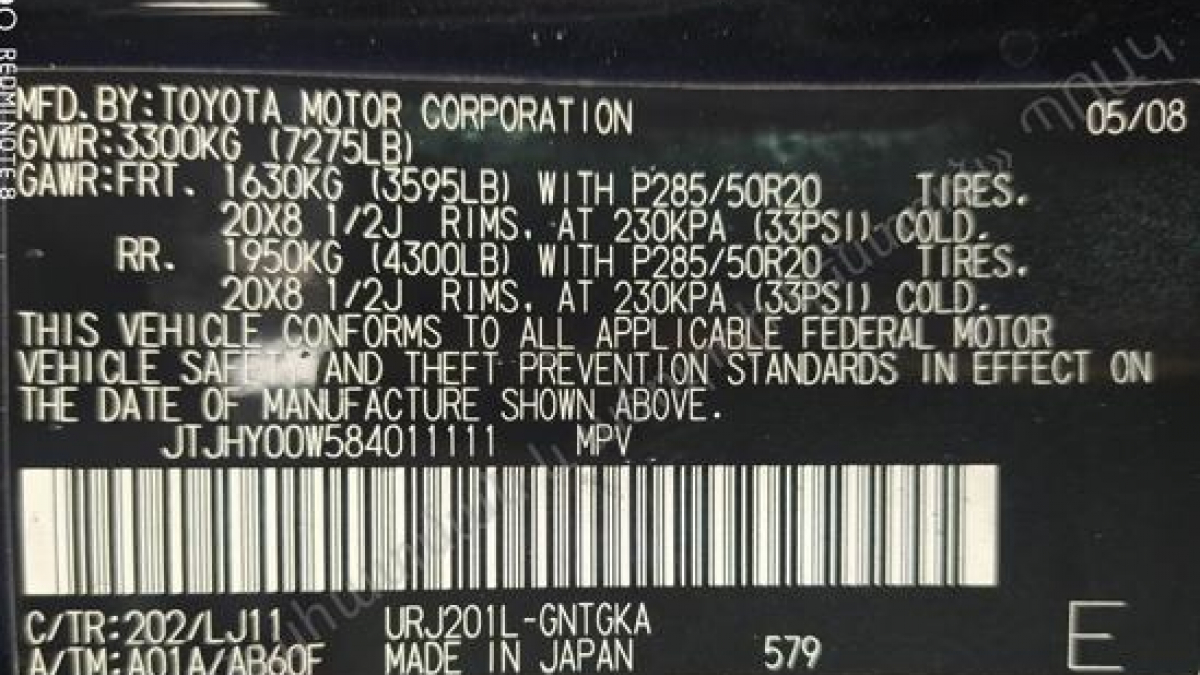 REDMI NOTE 8
MFD. BY:TOYOTA MOTOR CORPORATION 05/08
GVWR:3300KG (7275LB)
GAWR:FRT. 1630KG (3595LB) WITH P285/50R20 TIRES.
20X8 1/2J RIMS, AT 230KPA (33PSI) COLD.
RR. 1950KG (4300LB) WITH P285/50R20 TIRES.
20X8 1/2J RIMS, AT 230KPA (33PSI) COLD.
THIS VEHICLE CONFORMS TO ALL APPLICABLE FEDERAL MOTOR
VEHICLE SAFETY AND THEFT PREVENTION STANDARDS IN EFFECT ON
THE DATE OF MANUFACTURE SHOWN ABOVE.
JTJHY00W584011111 MPV
C/TR:202/LJ11 URJ201L-GNTGKA
A/TM:A01A/AB60F MADE IN JAPAN 579 E